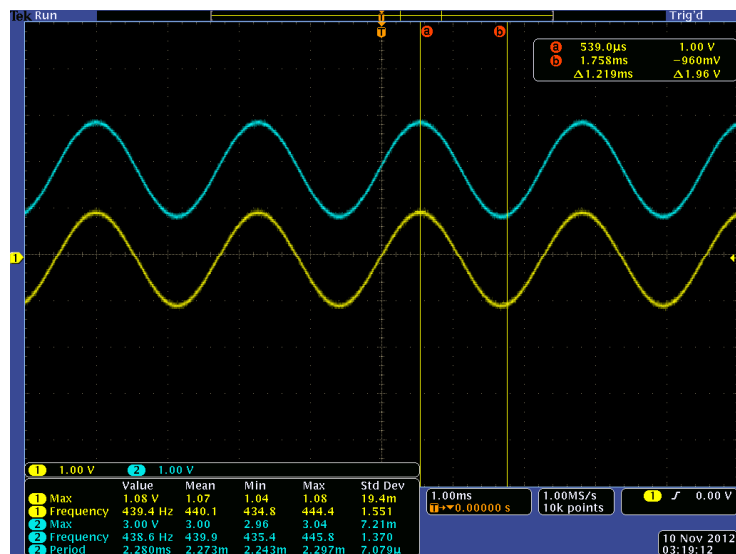 Tek Run Trig'd
T
T a b
a 539.0µs 1.00 V
b 1.758ms −960mV
Δ1.219ms Δ1.96 V
1
1 1.00 V 2 1.00 V
Value Mean Min Max Std Dev
1 Max 1.08 V 1.07 1.04 1.08 19.4m
1 Frequency 439.4 Hz 440.1 434.8 444.4 1.551
2 Max 3.00 V 3.00 2.96 3.04 7.21m
2 Frequency 438.6 Hz 439.9 435.4 445.8 1.370
2 Period 2.280ms 2.273m 2.243m 2.297m 7.079µ
1.00ms 1.00MS/s 1 0.00 V
T→▼0.00000 s 10k points
10 Nov 2012
03:19:12